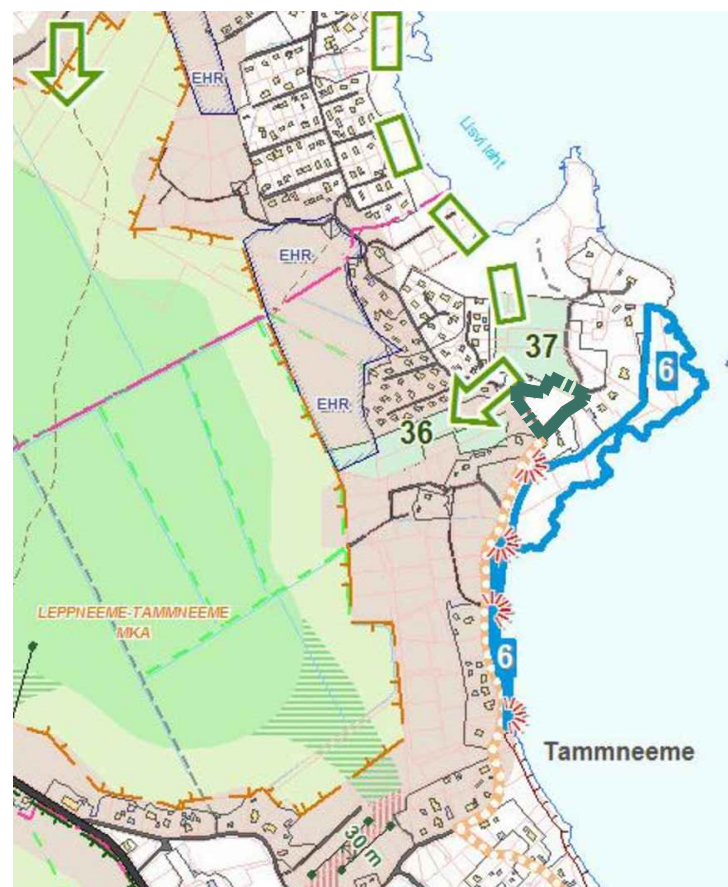 EHR
Lisvi laht
EHR
37
6
EHR
36
LEPPNEEME-TAMMNEEME
MKA
6
Tammneeme
30 m